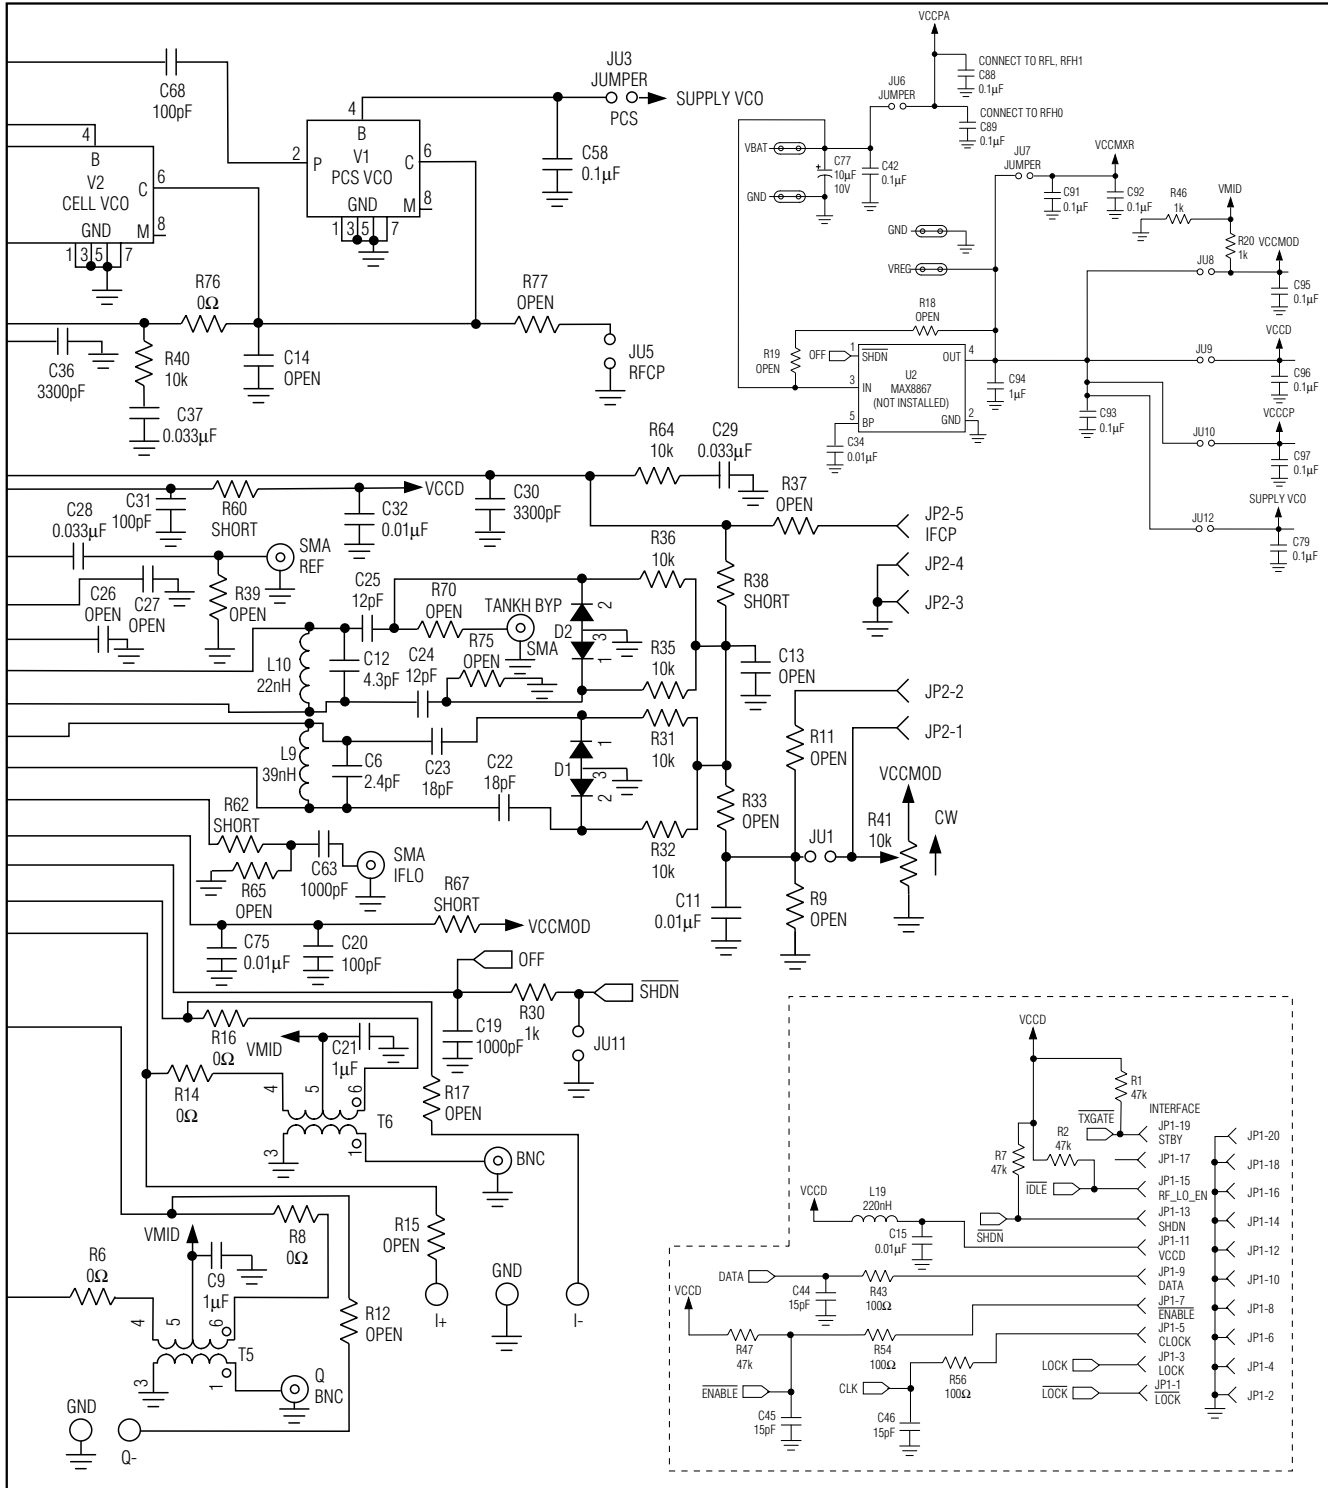 C68
100pF
4
B
V2
CELL VCO
C
6
M
8
GND
1
3
5
7
4
B
V1
PCS VCO
2
P
C
6
M
8
GND
1
3
5
7
JU3
JUMPER
PCS
SUPPLY VCO
C58
0.1µF
R76
0Ω
R77
OPEN
JU5
RFCP
C36
3300pF
R40
10k
C14
OPEN
C37
0.033µF
VCCPA
CONNECT TO RFL, RFH1
C88
0.1µF
JU6
JUMPER
CONNECT TO RFH0
C89
0.1µF
VBAT
C77
10µF
10V
+
C42
0.1µF
GND
JU7
JUMPER
VCCMXR
C91
0.1µF
C92
0.1µF
R46
1k
VMID
GND
VREG
R20
1k
VCCMOD
JU8
C95
0.1µF
R18
OPEN
R19
OPEN
OFF
1
SHDN
OUT
4
U2
MAX8867
(NOT INSTALLED)
3
IN
5
BP
GND
2
C34
0.01µF
C94
1µF
C93
0.1µF
VCCD
JU9
C96
0.1µF
VCCCP
JU10
C97
0.1µF
SUPPLY VCO
JU12
C79
0.1µF
R64
10k
C29
0.033µF
C31
100pF
R60
SHORT
C32
0.01µF
VCCD
C30
3300pF
R37
OPEN
JP2-5
IFCP
JP2-4
JP2-3
C28
0.033µF
SMA
REF
C26
OPEN
C27
OPEN
R39
OPEN
C25
12pF
R70
OPEN
TANKH BYP
SMA
R75
OPEN
R36
10k
R38
SHORT
D2
2
3
1
R35
10k
C13
OPEN
L10
22nH
C12
4.3pF
C24
12pF
JP2-2
JP2-1
L9
39nH
C6
2.4pF
C23
18pF
C22
18pF
D1
1
3
2
R31
10k
R11
OPEN
VCCMOD
R33
OPEN
R41
10k
CW
JU1
R32
10k
R62
SHORT
R65
OPEN
C63
1000pF
SMA
IFLO
C11
0.01µF
R9
OPEN
R67
SHORT
VCCMOD
C75
0.01µF
C20
100pF
OFF
SHDN
R30
1k
C19
1000pF
JU11
R16
0Ω
VMID
C21
1µF
R14
0Ω
4
5
6
T6
3
1
R17
OPEN
BNC
R15
OPEN
I+
GND
I-
R8
0Ω
VMID
R6
0Ω
C9
1µF
4
5
6
T5
3
1
R12
OPEN
Q
BNC
GND
Q-
VCCD
R1
47k
TXGATE
INTERFACE
JP1-19
STBY
JP1-20
R2
47k
R7
47k
JP1-17
JP1-18
IDLE
JP1-15
RF_LO_EN
JP1-16
SHDN
JP1-13
SHDN
JP1-14
VCCD
L19
220nH
C15
0.01µF
JP1-11
VCCD
JP1-12
DATA
C44
15pF
R43
100Ω
JP1-9
DATA
JP1-10
VCCD
JP1-7
ENABLE
JP1-8
R47
47k
R54
100Ω
JP1-5
CLOCK
JP1-6
R56
100Ω
ENABLE
CLK
C45
15pF
C46
15pF
LOCK
JP1-3
LOCK
JP1-4
LOCK
JP1-1
LOCK
JP1-2